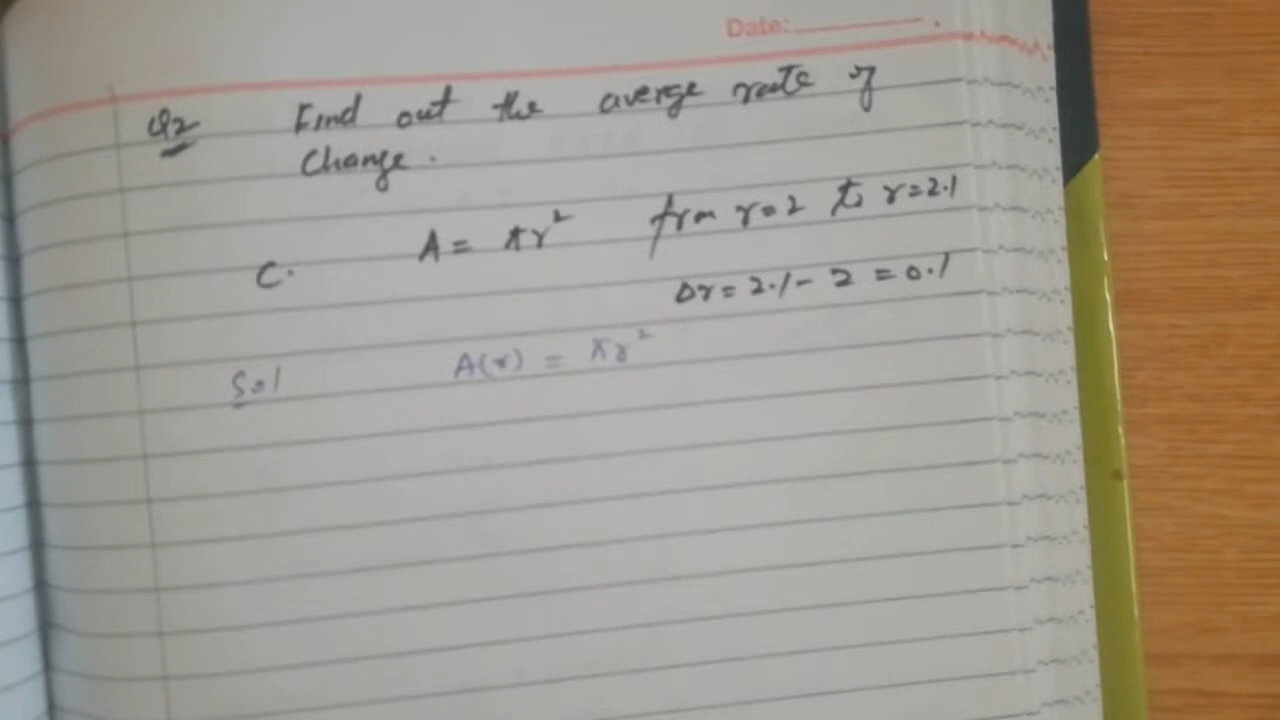 Date: .
Q2 Find out the averge rate of
Change.
C. A = πr² from r=2 to r=2.1
Δr = 2.1 - 2 = 0.1
Sol A(r) = πr²